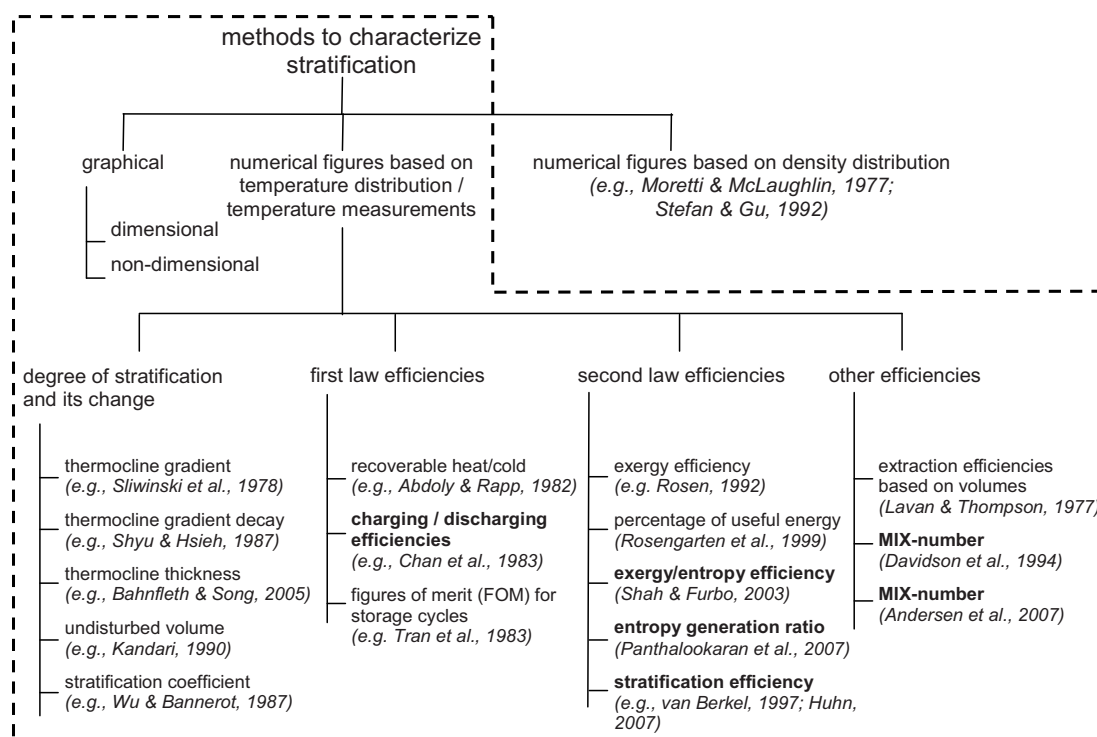 methods to characterize
stratification
graphical
dimensional
non-dimensional
numerical figures based on
temperature distribution /
temperature measurements
numerical figures based on density distribution
(e.g., Moretti & McLaughlin, 1977;
Stefan & Gu, 1992)
degree of stratification
and its change
thermocline gradient
(e.g., Sliwinski et al., 1978)
thermocline gradient decay
(e.g., Shyu & Hsieh, 1987)
thermocline thickness
(e.g., Bahnfleth & Song, 2005)
undisturbed volume
(e.g., Kandari, 1990)
stratification coefficient
(e.g., Wu & Bannerot, 1987)
first law efficiencies
recoverable heat/cold
(e.g., Abdoly & Rapp, 1982)
charging / discharging
efficiencies
(e.g., Chan et al., 1983)
figures of merit (FOM) for
storage cycles
(e.g. Tran et al., 1983)
second law efficiencies
exergy efficiency
(e.g. Rosen, 1992)
percentage of useful energy
(Rosengarten et al., 1999)
exergy/entropy efficiency
(Shah & Furbo, 2003)
entropy generation ratio
(Panthalookaran et al., 2007)
stratification efficiency
(e.g., van Berkel, 1997; Huhn,
2007)
other efficiencies
extraction efficiencies
based on volumes
(Lavan & Thompson, 1977)
MIX-number
(Davidson et al., 1994)
MIX-number
(Andersen et al., 2007)